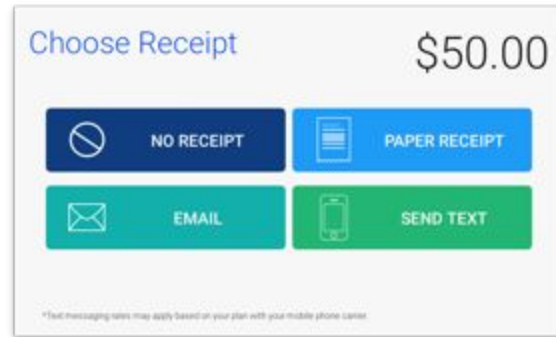 Choose Receipt
$50.00
NO RECEIPT
PAPER RECEIPT
EMAIL
SEND TEXT
*Text messaging rates may apply based on your plan with your mobile phone carrier.